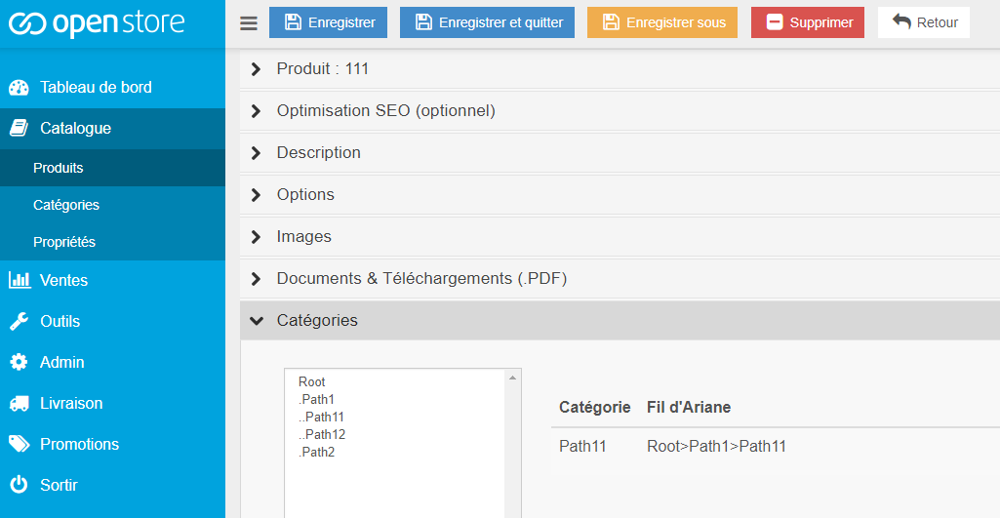 openstore
Enregistrer
Enregistrer et quitter
Enregistrer sous
Supprimer
Retour
Tableau de bord
Catalogue
Produits
Catégories
Propriétés
Ventes
Outils
Admin
Livraison
Promotions
Sortir
Produit : 111
Optimisation SEO (optionnel)
Description
Options
Images
Documents & Téléchargements (.PDF)
Catégories
Root
.Path1
..Path11
..Path12
.Path2
Catégorie Fil d'Ariane
Path11 Root>Path1>Path11